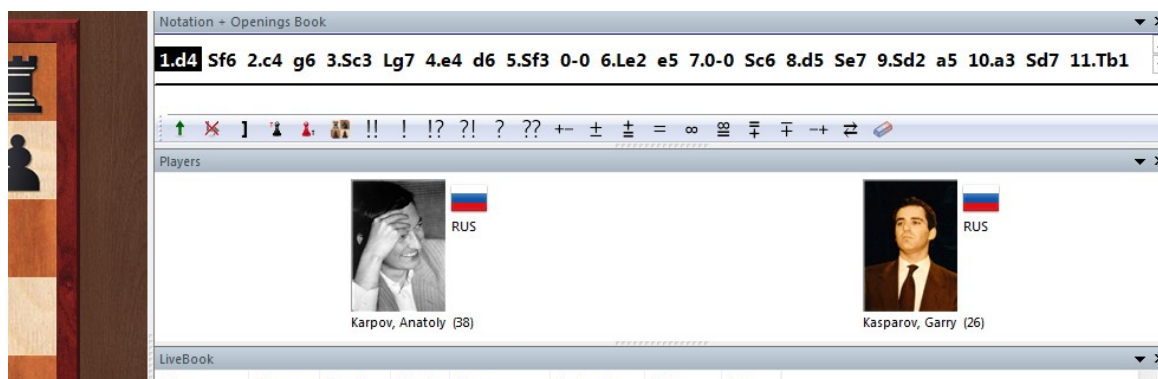 Notation + Openings Book
1.d4 Sf6 2.c4 g6 3.Sc3 Lg7 4.e4 d6 5.Sf3 0-0 6.Le2 e5 7.0-0 Sc6 8.d5 Se7 9.Sd2 a5 10.a3 Sd7 11.Tb1
] !! ! !? ?! ? ?? +− ± ⩲ = ∞ ⯹ ⩱ ∓ −+ ⇄
Players
RUS RUS
Karpov, Anatoly (38) Kasparov, Garry (26)
LiveBook